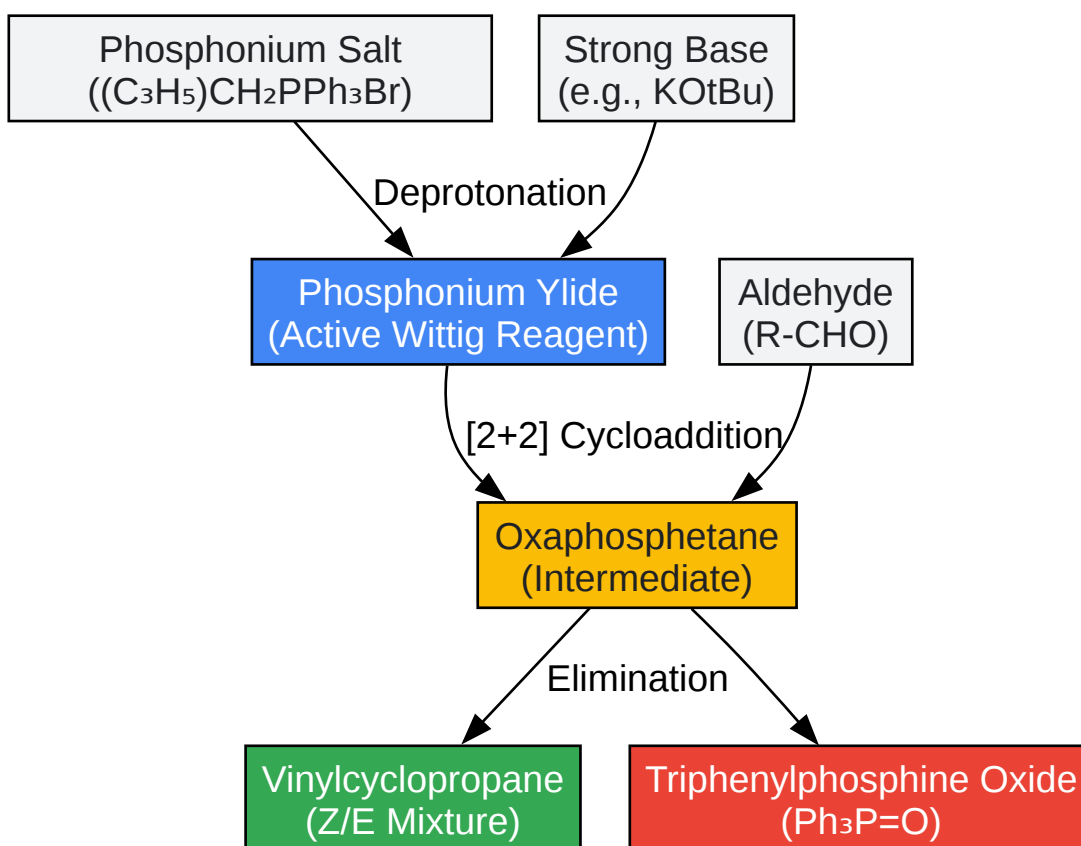 Phosphonium Salt
((C₃H₅)CH₂PPh₃Br)
Strong Base
(e.g., KOtBu)
Deprotonation
Phosphonium Ylide
(Active Wittig Reagent)
Aldehyde
(R-CHO)
[2+2] Cycloaddition
Oxaphosphetane
(Intermediate)
Elimination
Vinylcyclopropane
(Z/E Mixture)
Triphenylphosphine Oxide
(Ph₃P=O)